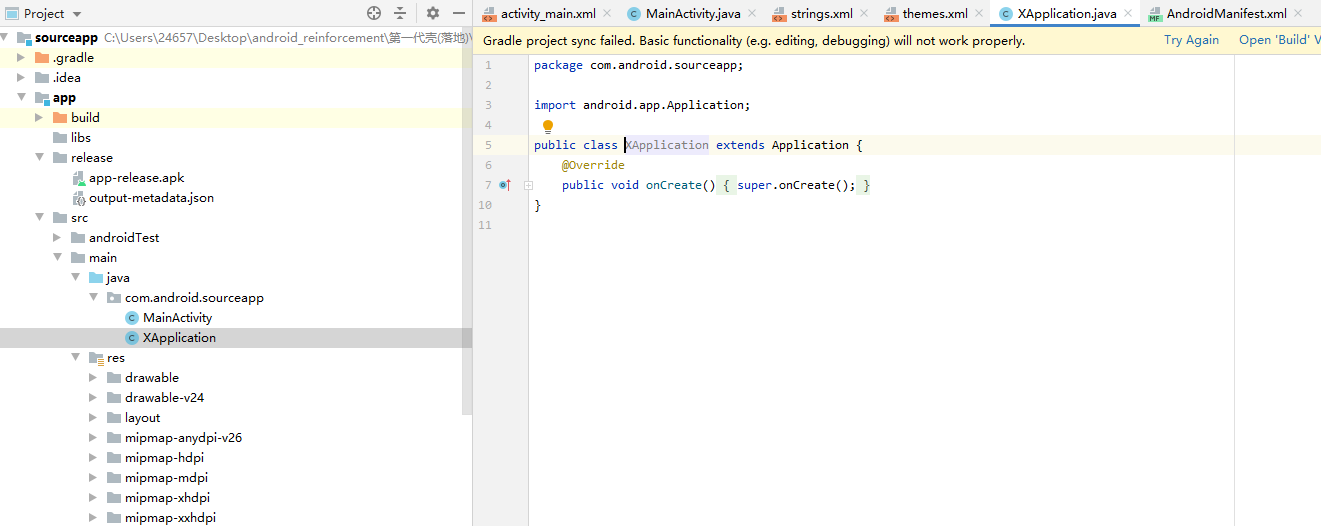 Project
sourceapp C:\Users\24657\Desktop\android_reinforcement\第一代壳(落地)\
.gradle
.idea
app
build
libs
release
app-release.apk
output-metadata.json
src
androidTest
main
java
com.android.sourceapp
MainActivity
XApplication
res
drawable
drawable-v24
layout
mipmap-anydpi-v26
mipmap-hdpi
mipmap-mdpi
mipmap-xhdpi
mipmap-xxhdpi
activity_main.xml MainActivity.java strings.xml themes.xml XApplication.java AndroidManifest.xml
Gradle project sync failed. Basic functionality (e.g. editing, debugging) will not work properly. Try Again Open 'Build' V
1 package com.android.sourceapp;
2
3 import android.app.Application;
4
5 public class XApplication extends Application {
6 @Override
7 public void onCreate() { super.onCreate(); }
10 }
11